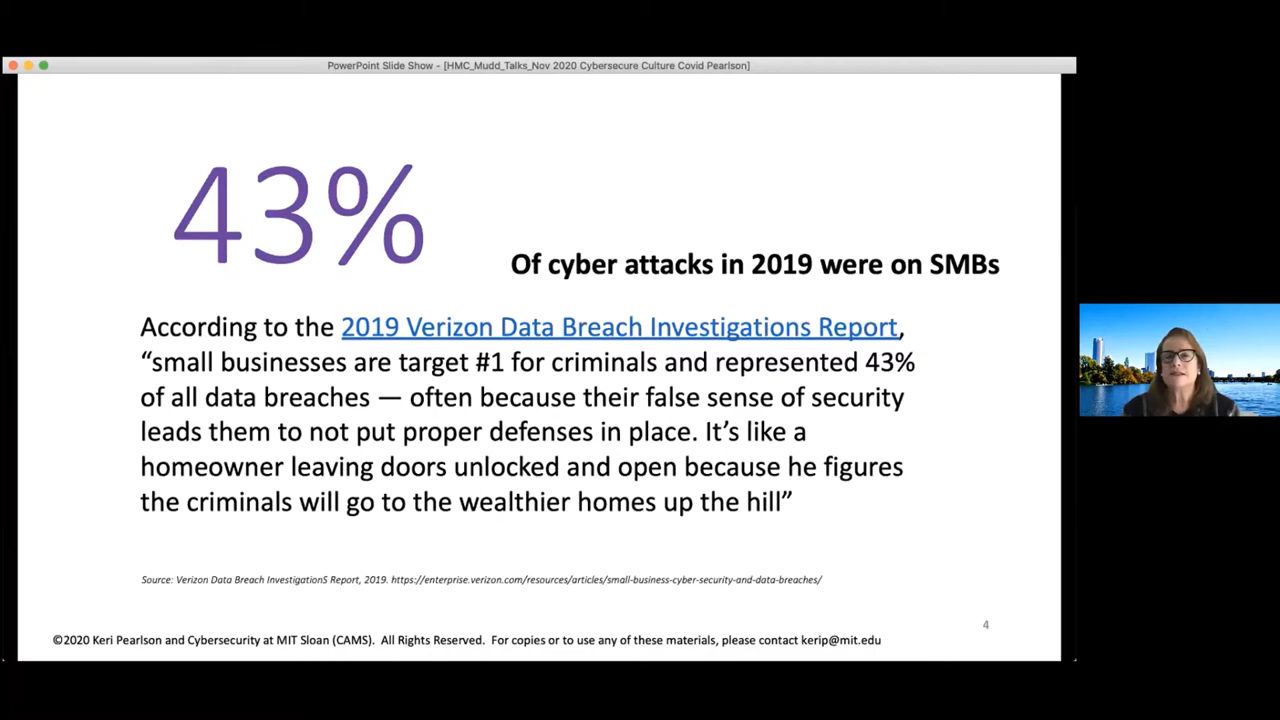 PowerPoint Slide Show - [HMC_Mudd_Talks_Nov 2020 Cybersecure Culture Covid Pearlson]
43%
Of cyber attacks in 2019 were on SMBs
According to the 2019 Verizon Data Breach Investigations Report,
“small businesses are target #1 for criminals and represented 43%
of all data breaches — often because their false sense of security
leads them to not put proper defenses in place. It’s like a
homeowner leaving doors unlocked and open because he figures
the criminals will go to the wealthier homes up the hill”
Source: Verizon Data Breach InvestigationS Report, 2019. https://enterprise.verizon.com/resources/articles/small-business-cyber-security-and-data-breaches/
4
©2020 Keri Pearlson and Cybersecurity at MIT Sloan (CAMS). All Rights Reserved. For copies or to use any of these materials, please contact kerip@mit.edu